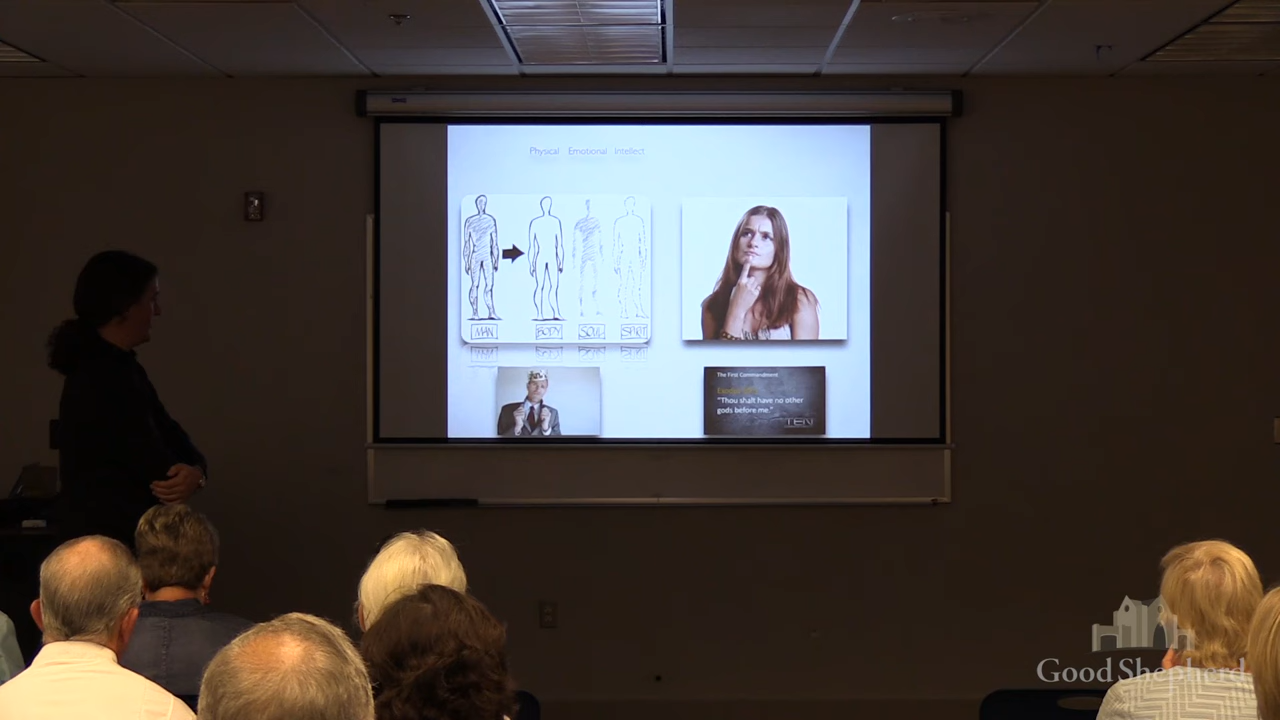 Physical Emotional Intellect
MAN
BODY
SOUL
SPIRIT
The First Commandment
"Thou shalt have no other
gods before me."
TEN
Good Shepherd